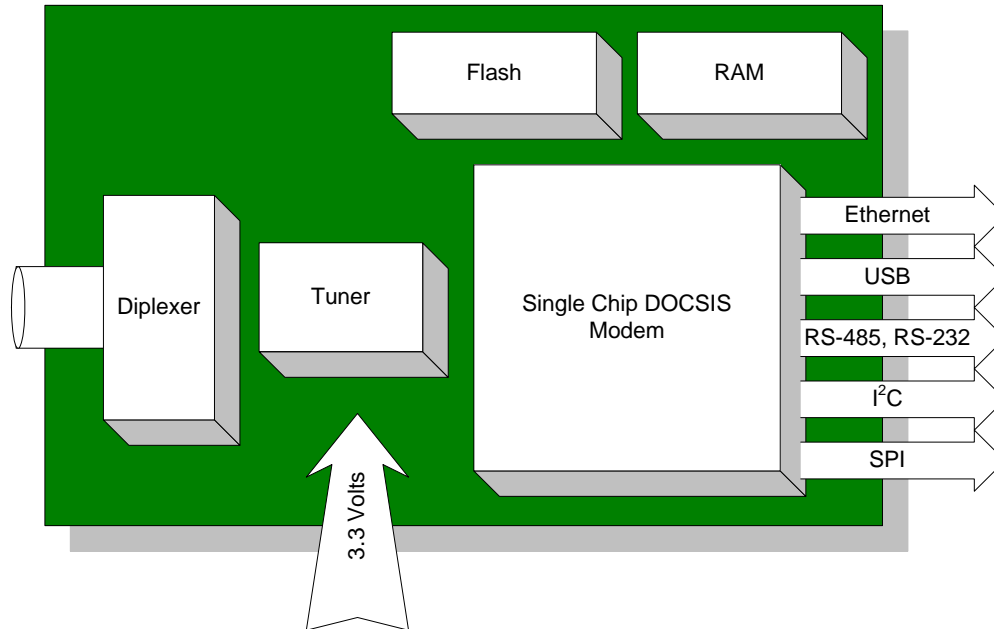 Flash
RAM
Diplexer
Tuner
Single Chip DOCSIS
Modem
Ethernet
USB
RS-485, RS-232
I²C
SPI
3.3 Volts